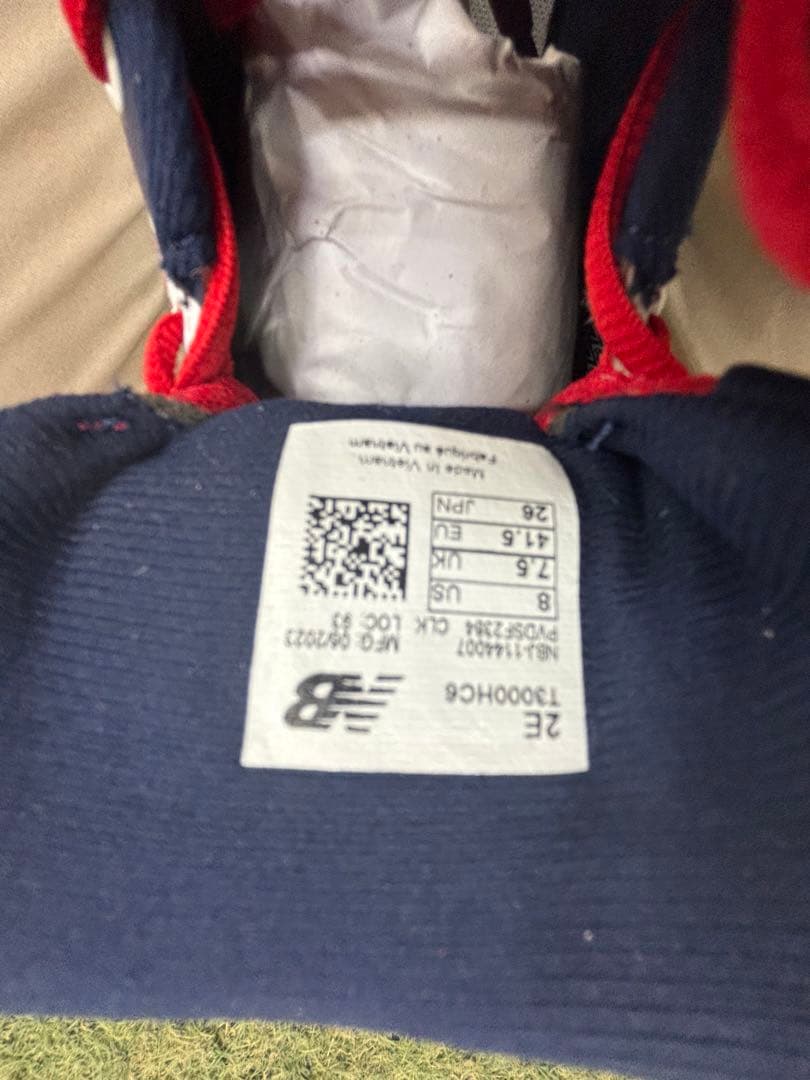 2E
T3000HC6
NB
NBJ-1144007 MFG: 06/2023
CLK LOC: 93
8 US
7.5 UK
41.5 EU
26 JPN
Made in Vietnam.
Fabriqué au Vietnam.